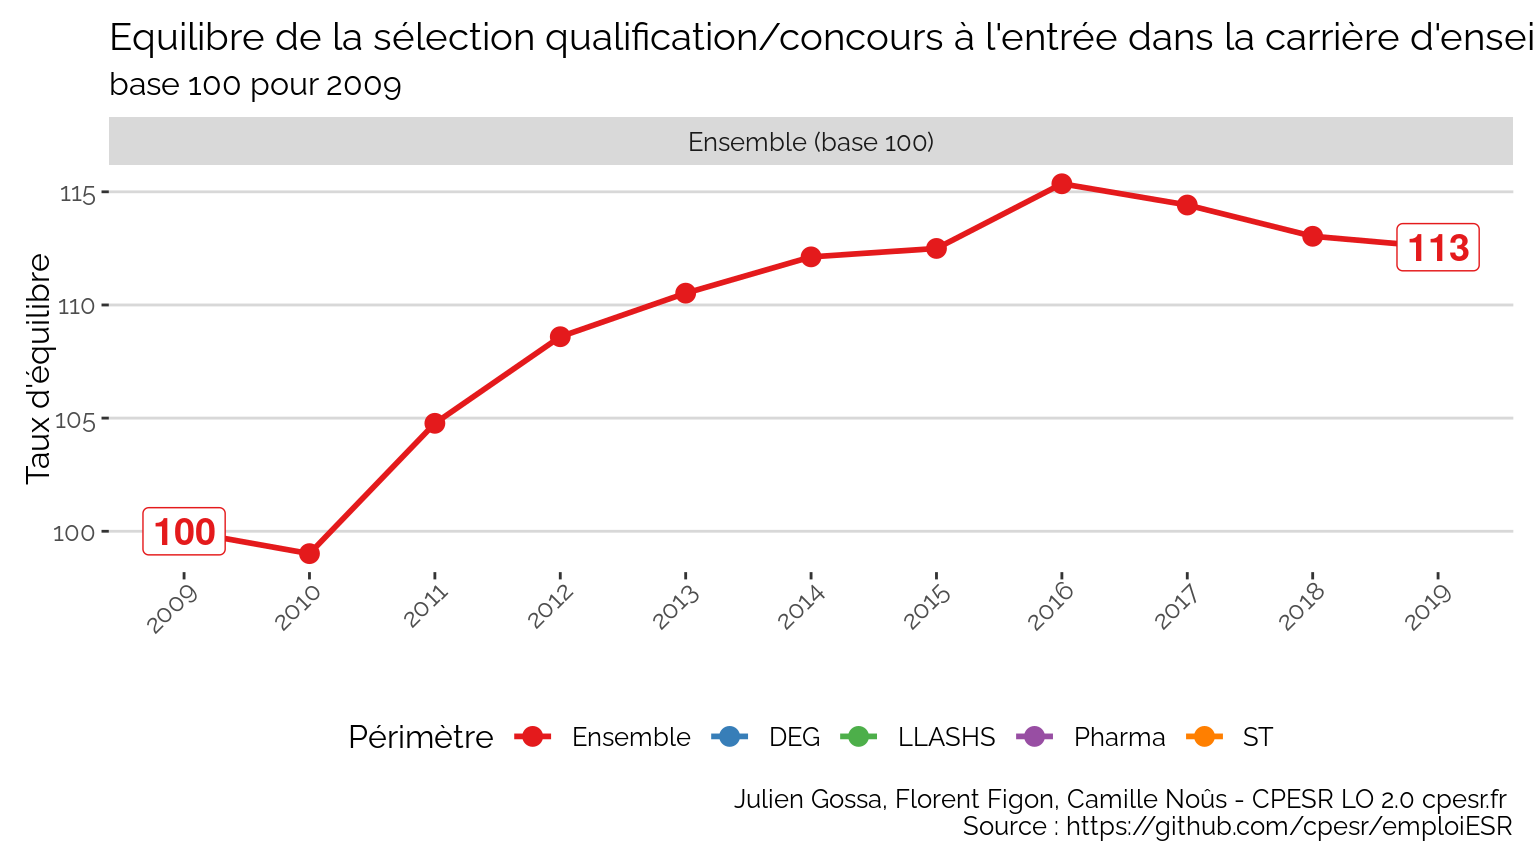 Equilibre de la sélection qualification/concours à l'entrée dans la carrière d'ensei
base 100 pour 2009
Ensemble (base 100)
Taux d'équilibre
115
110
105
100
100
113
2009 2010 2011 2012 2013 2014 2015 2016 2017 2018 2019
Périmètre Ensemble DEG LLASHS Pharma ST
Julien Gossa, Florent Figon, Camille Noûs - CPESR LO 2.0 cpesr.fr
Source : https://github.com/cpesr/emploiESR